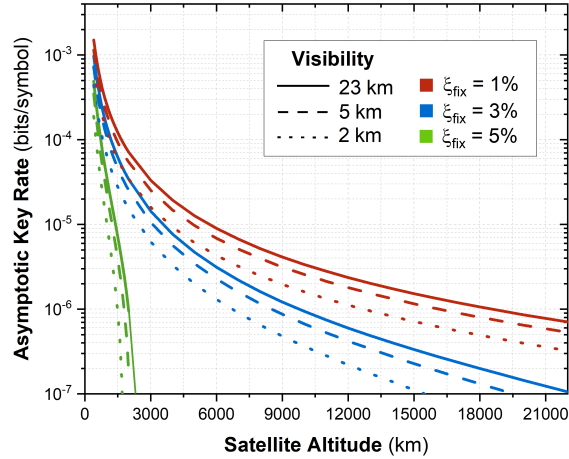 Asymptotic Key Rate (bits/symbol)
10⁻³
10⁻⁴
10⁻⁵
10⁻⁶
10⁻⁷
Visibility
23 km
5 km
2 km
ξfix = 1%
ξfix = 3%
ξfix = 5%
0 3000 6000 9000 12000 15000 18000 21000
Satellite Altitude (km)